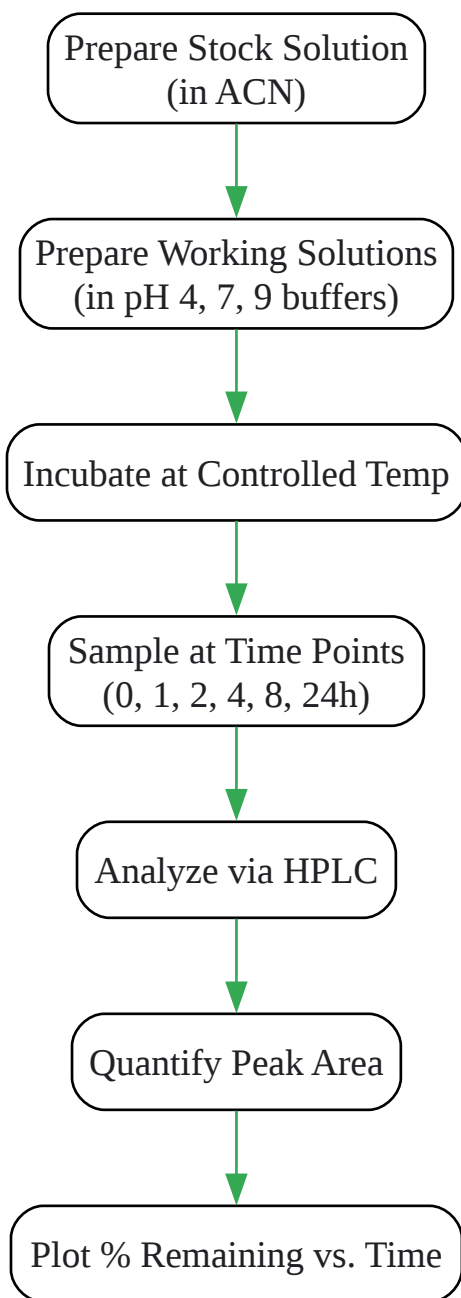 Prepare Stock Solution
(in ACN)
Prepare Working Solutions
(in pH 4, 7, 9 buffers)
Incubate at Controlled Temp
Sample at Time Points
(0, 1, 2, 4, 8, 24h)
Analyze via HPLC
Quantify Peak Area
Plot % Remaining vs. Time